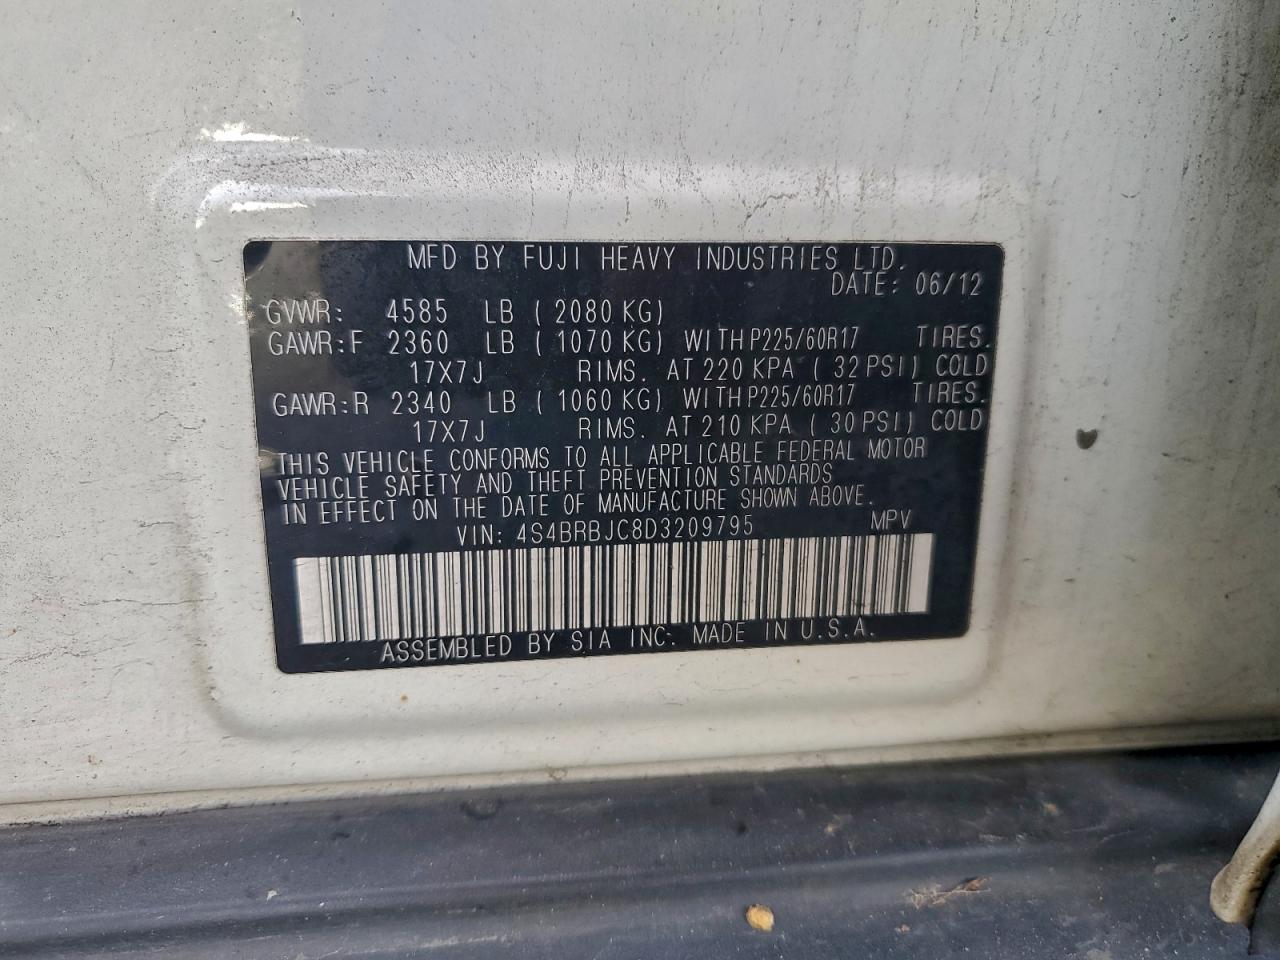 MFD BY FUJI HEAVY INDUSTRIES LTD.
DATE: 06/12
GVWR: 4585 LB ( 2080 KG)
GAWR:F 2360 LB ( 1070 KG) WITH P225/60R17 TIRES.
17X7J RIMS. AT 220 KPA ( 32 PSI) COLD
GAWR:R 2340 LB ( 1060 KG) WITH P225/60R17 TIRES.
17X7J RIMS. AT 210 KPA ( 30 PSI) COLD
THIS VEHICLE CONFORMS TO ALL APPLICABLE FEDERAL MOTOR
VEHICLE SAFETY AND THEFT PREVENTION STANDARDS
IN EFFECT ON THE DATE OF MANUFACTURE SHOWN ABOVE.
VIN: 4S4BRBJC8D3209795 MPV
ASSEMBLED BY SIA INC. MADE IN U.S.A.